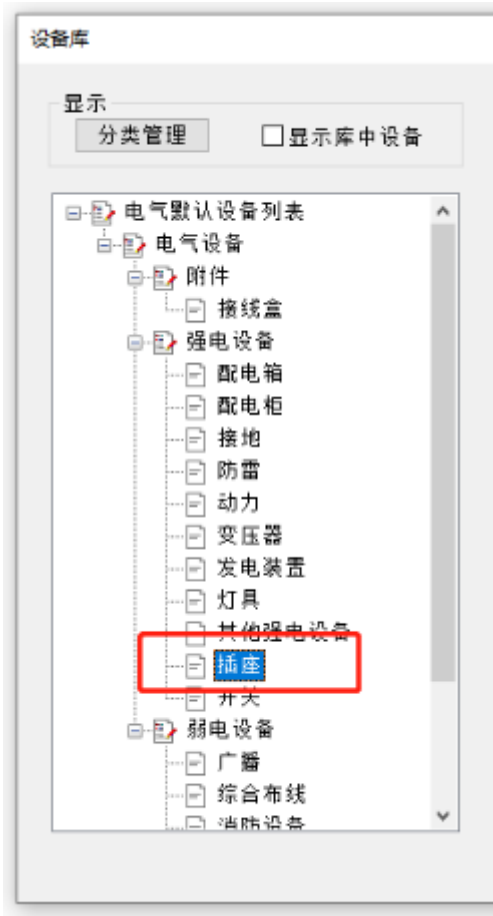 设备库
显示
分类管理
显示库中设备
电气默认设备列表
电气设备
附件
接线盒
强电设备
配电箱
配电柜
接地
防雷
动力
变压器
发电装置
灯具
其他强电设备
插座
开关
弱电设备
广播
综合布线
消防设备